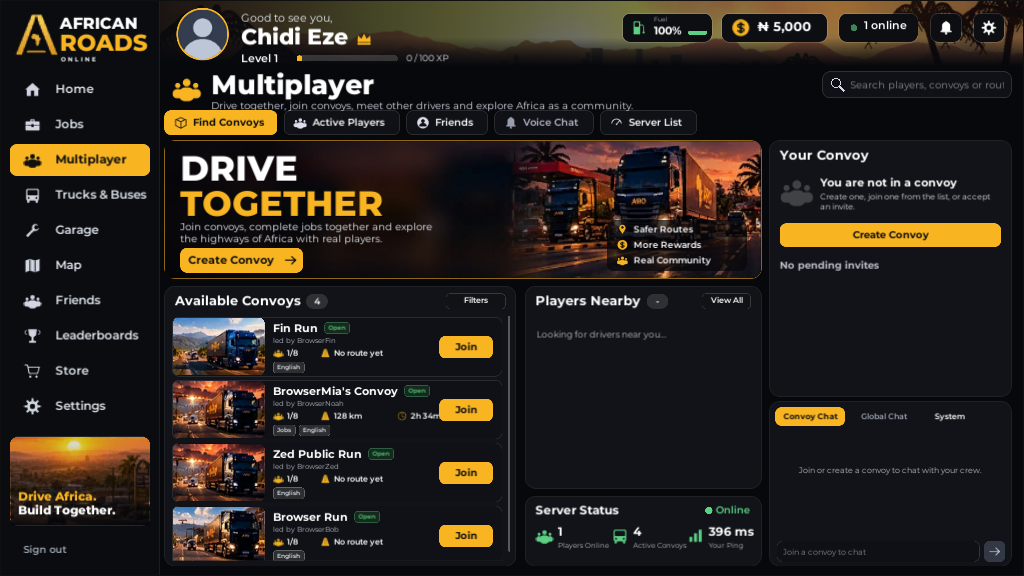 AFRICAN
ROADS
ONLINE
Home
Jobs
Multiplayer
Trucks & Buses
Garage
Map
Friends
Leaderboards
Store
Settings
Drive Africa.
Build Together.
Sign out
Good to see you,
Chidi Eze
Level 1
0 / 100 XP
Fuel
100%
₦ 5,000
1 online
Multiplayer
Drive together, join convoys, meet other drivers and explore Africa as a community.
Search players, convoys or rout
Find Convoys
Active Players
Friends
Voice Chat
Server List
DRIVE
TOGETHER
Join convoys, complete jobs together and explore
the highways of Africa with real players.
Create Convoy
ARO
Safer Routes
More Rewards
Real Community
Available Convoys 4
Filters
Fin Run Open
led by BrowserFin
1/8 No route yet
English
Join
BrowserMia's Convoy Open
led by BrowserNoah
1/8 128 km 2h 34m
Jobs English
Join
Zed Public Run Open
led by BrowserZed
1/8 No route yet
English
Join
Browser Run Open
led by BrowserBob
1/8 No route yet
English
Join
Players Nearby -
View All
Looking for drivers near you...
Server Status
Online
1
Players Online
4
Active Convoys
396 ms
Your Ping
Your Convoy
You are not in a convoy
Create one, join one from the list, or accept
an invite.
Create Convoy
No pending invites
Convoy Chat
Global Chat
System
Join or create a convoy to chat with your crew.
Join a convoy to chat